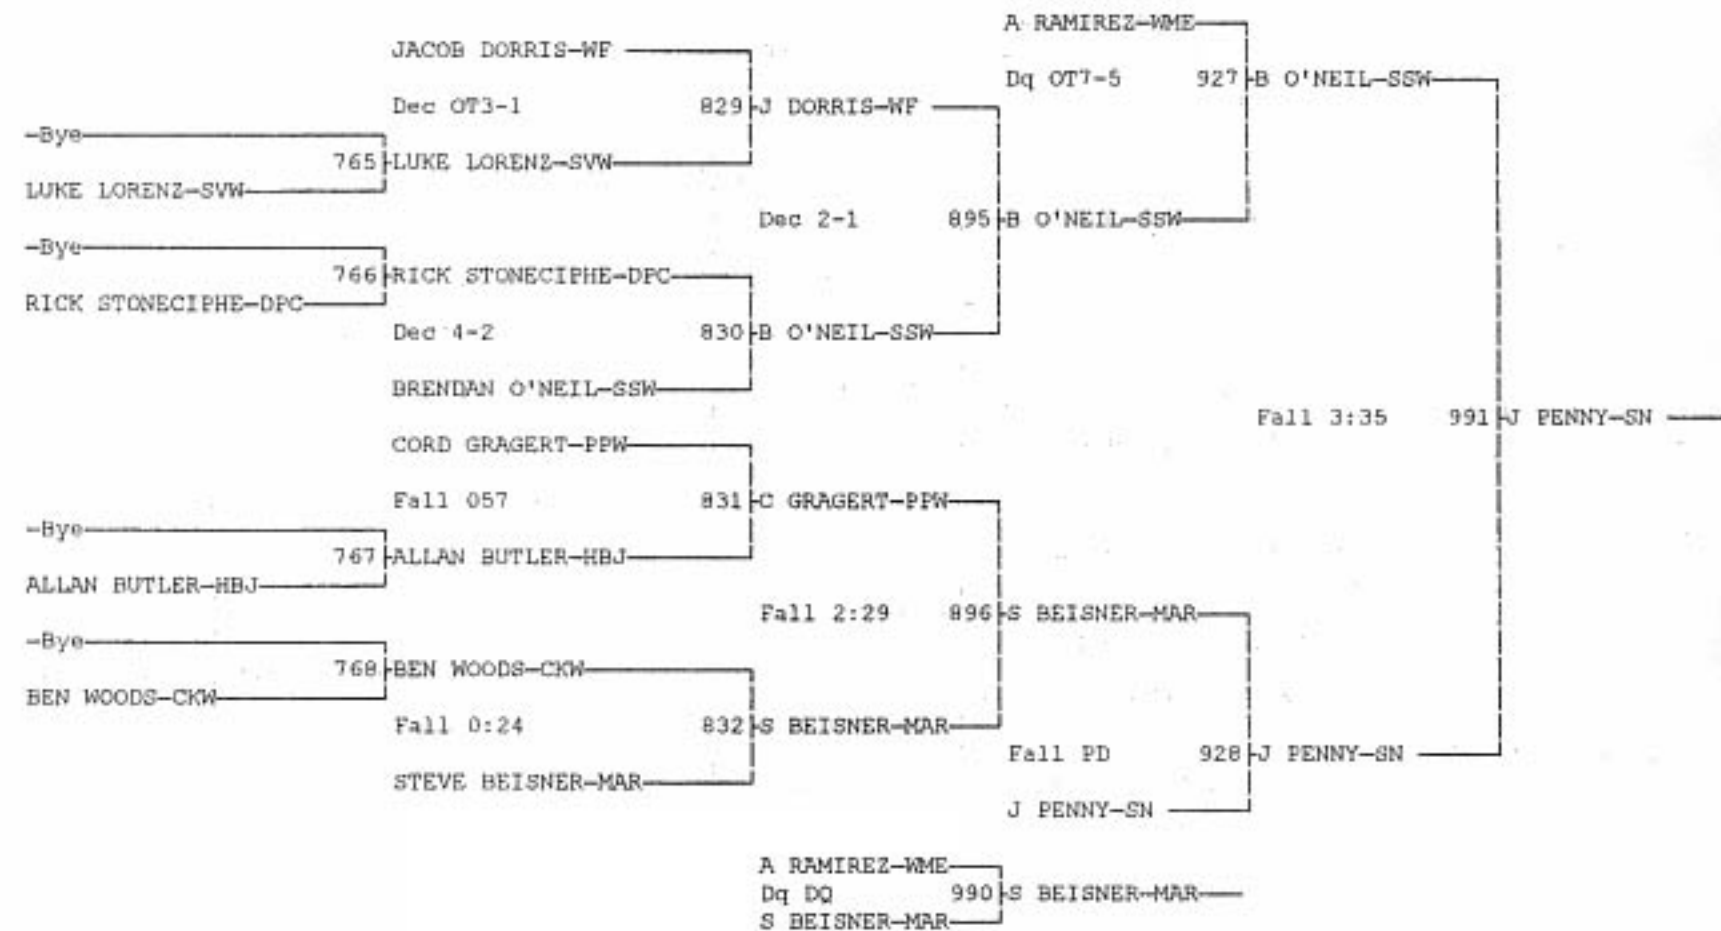 A RAMIREZ-WME
JACOB DORRIS-WF
Dq OT7-5 927 B O'NEIL-SSW
Dec OT3-1 829 J DORRIS-WF
-Bye
765 LUKE LORENZ-SVW
LUKE LORENZ-SVW
Dec 2-1 895 B O'NEIL-SSW
-Bye
766 RICK STONECIPHE-DPC
RICK STONECIPHE-DPC
Dec 4-2 830 B O'NEIL-SSW
BRENDAN O'NEIL-SSW
Fall 3:35 991 J PENNY-SN
CORD GRAGERT-PPW
Fall 057 831 C GRAGERT-PPW
-Bye
767 ALLAN BUTLER-HBJ
ALLAN BUTLER-HBJ
Fall 2:29 896 S BEISNER-MAR
-Bye
768 BEN WOODS-CKW
BEN WOODS-CKW
Fall 0:24 832 S BEISNER-MAR
Fall PD 928 J PENNY-SN
STEVE BEISNER-MAR
J PENNY-SN
A RAMIREZ-WME
Dq DQ 990 S BEISNER-MAR
S BEISNER-MAR